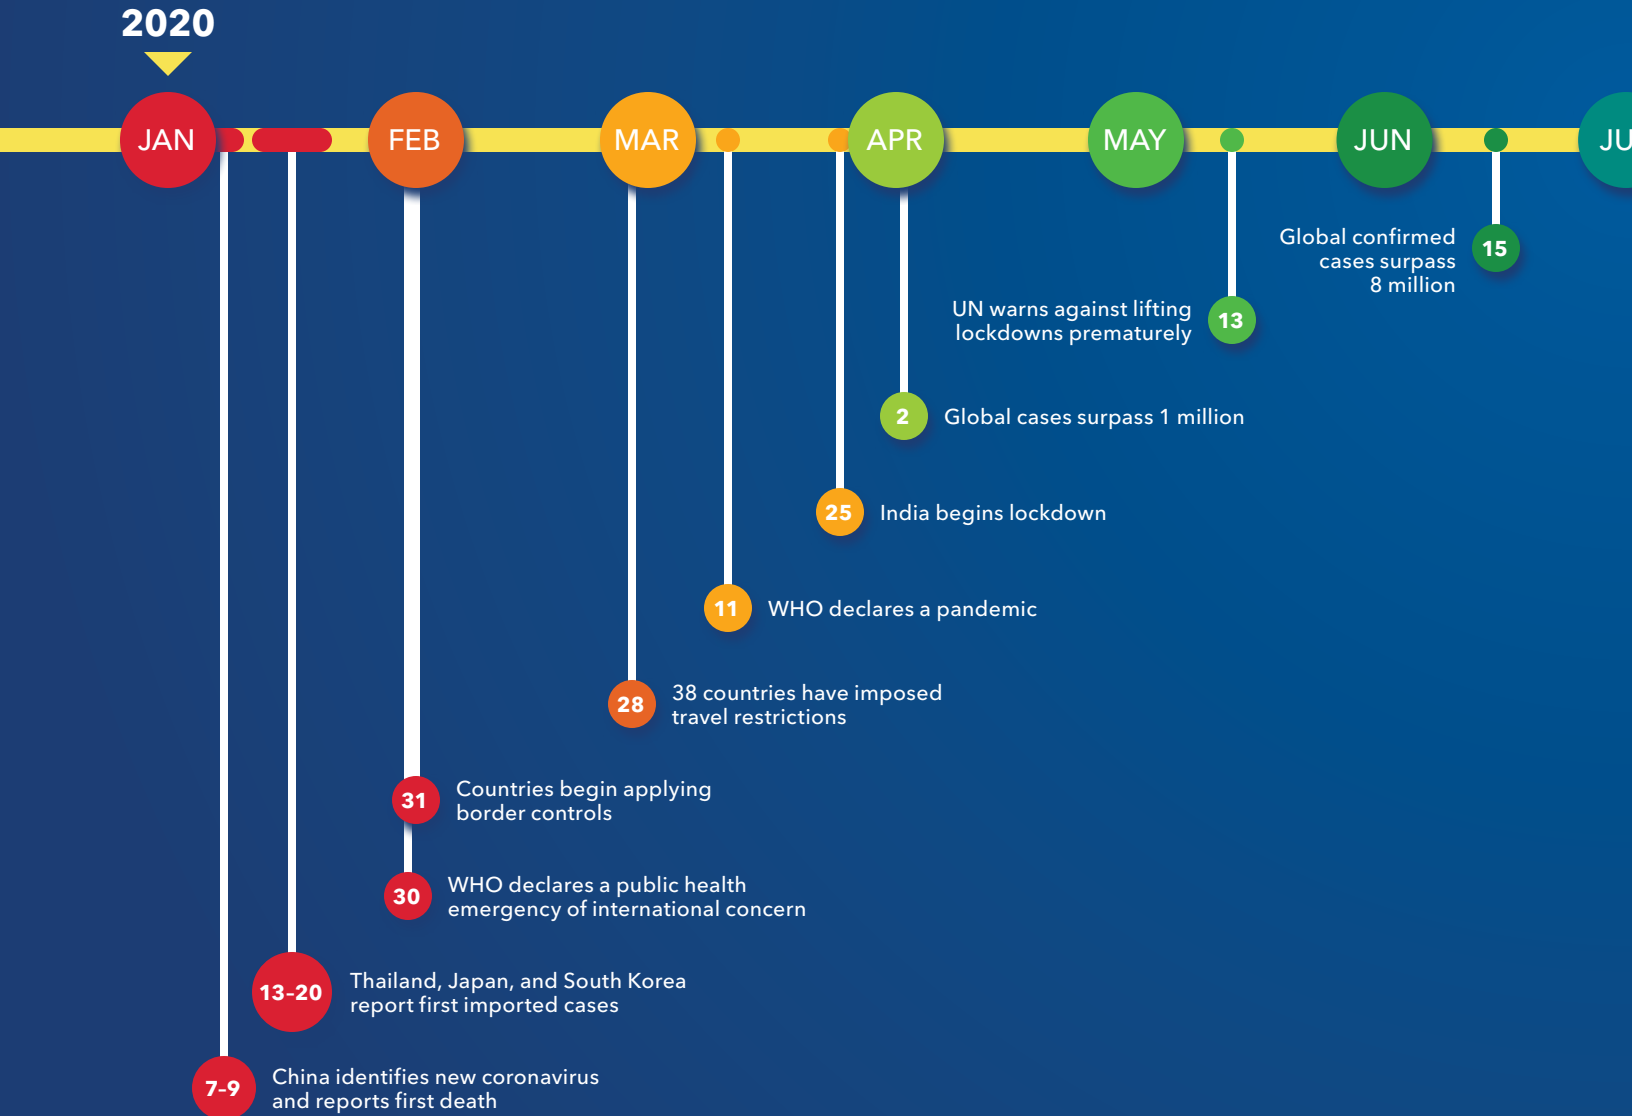 2020
JAN
FEB
MAR
APR
MAY
JUN
JU
Global confirmed
cases surpass
8 million
15
UN warns against lifting
lockdowns prematurely
13
2
Global cases surpass 1 million
25
India begins lockdown
11
WHO declares a pandemic
28
38 countries have imposed
travel restrictions
31
Countries begin applying
border controls
30
WHO declares a public health
emergency of international concern
13–20
Thailand, Japan, and South Korea
report first imported cases
7–9
China identifies new coronavirus
and reports first death